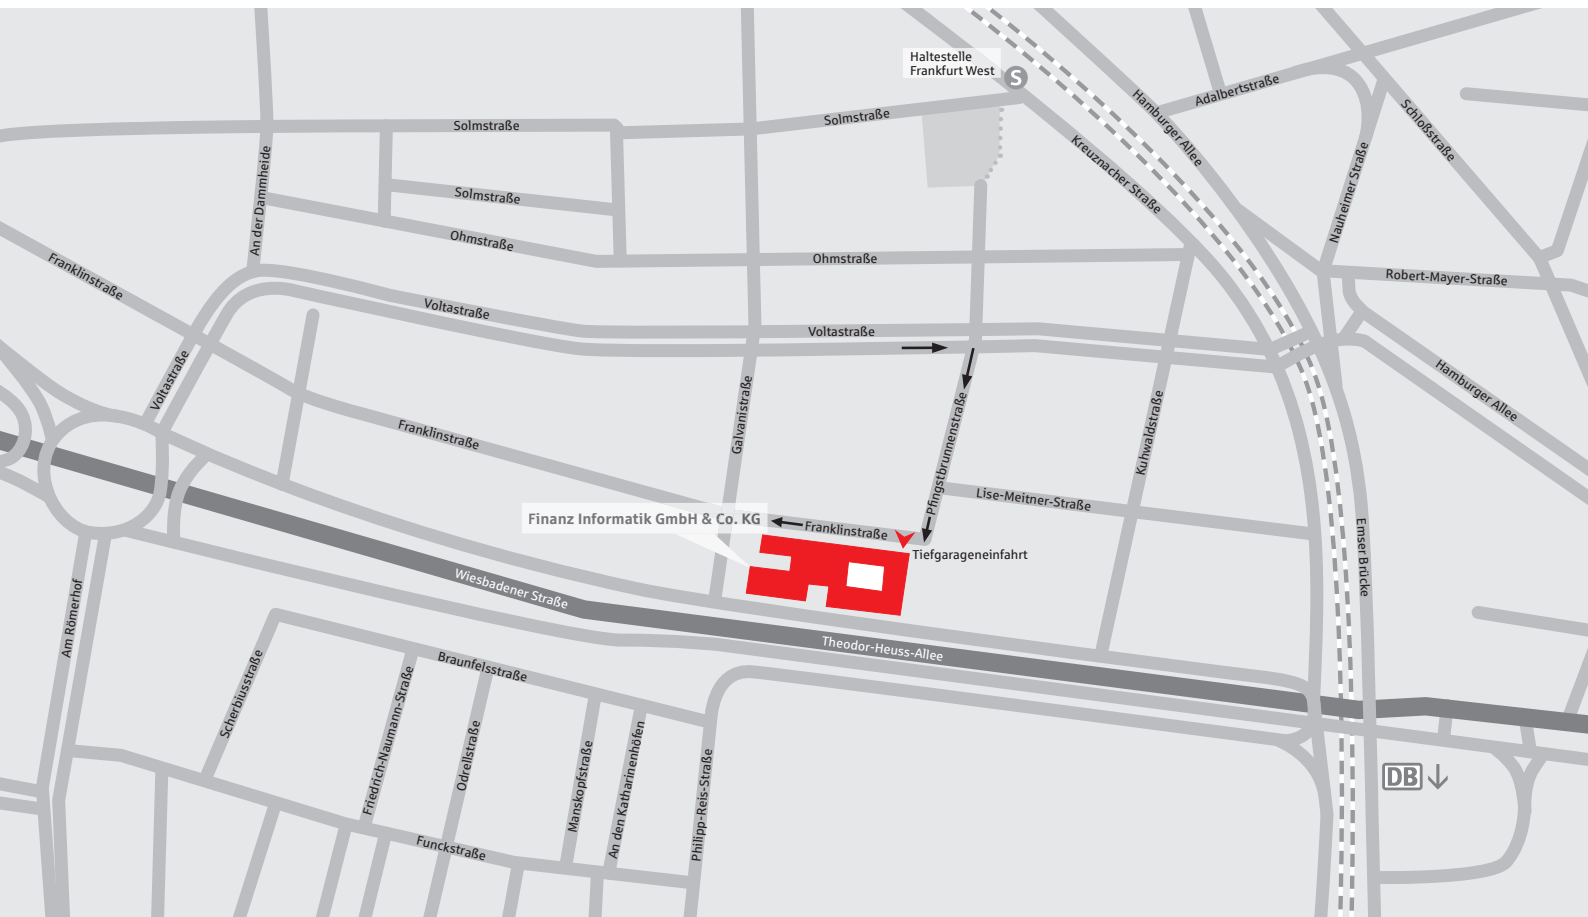 Haltestelle
Frankfurt West
S
Adalbertstraße
Hamburger Allee
Schloßstraße
Solmstraße
Solmstraße
Kreuznacher Straße
Nauheimer Straße
An der Dammheide
Solmstraße
Ohmstraße
Ohmstraße
Franklinstraße
Robert-Mayer-Straße
Voltastraße
Voltastraße
Voltastraße
Hamburger Allee
Galvanistraße
Pfingstbrunnenstraße
Kuhwaldstraße
Franklinstraße
Lise-Meitner-Straße
Finanz Informatik GmbH & Co. KG
Franklinstraße
Tiefgarageneinfahrt
Emser Brücke
Wiesbadener Straße
Am Römerhof
Theodor-Heuss-Allee
Braunfelsstraße
Scherbiusstraße
Friedrich-Naumann-Straße
Odrellstraße
Manskopfstraße
An den Katharinenhöfen
Philipp-Reis-Straße
DB
Funckstraße